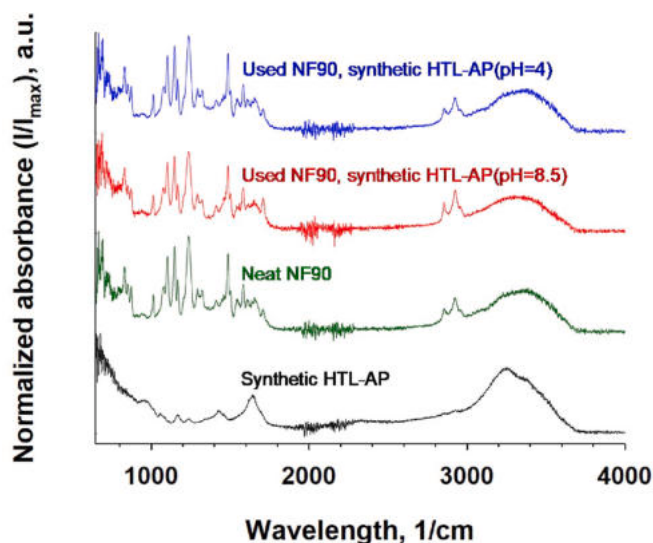 Normalized absorbance (I/Imax), a.u.
Used NF90, synthetic HTL-AP(pH=4)
Used NF90, synthetic HTL-AP(pH=8.5)
Neat NF90
Synthetic HTL-AP
1000 2000 3000 4000
Wavelength, 1/cm